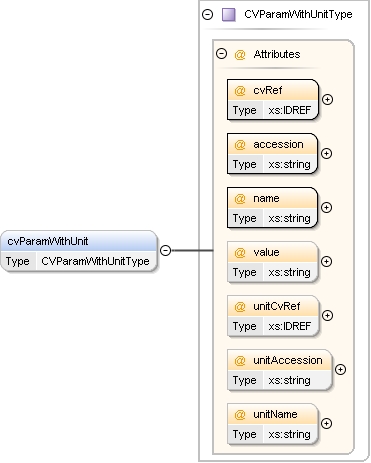 CVParamWithUnitType
@ Attributes
@ cvRef
Type xs:IDREF
@ accession
Type xs:string
@ name
Type xs:string
cvParamWithUnit
Type CVParamWithUnitType
@ value
Type xs:string
@ unitCvRef
Type xs:IDREF
@ unitAccession
Type xs:string
@ unitName
Type xs:string